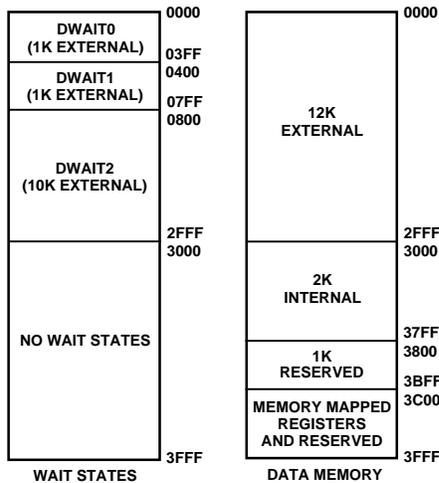 0000
DWAIT0
(1K EXTERNAL)
03FF
0400
DWAIT1
(1K EXTERNAL)
07FF
0800
DWAIT2
(10K EXTERNAL)
2FFF
3000
NO WAIT STATES
3FFF
WAIT STATES
0000
12K
EXTERNAL
2FFF
3000
2K
INTERNAL
37FF
3800
1K
RESERVED
3BFF
3C00
MEMORY MAPPED
REGISTERS
AND RESERVED
3FFF
DATA MEMORY